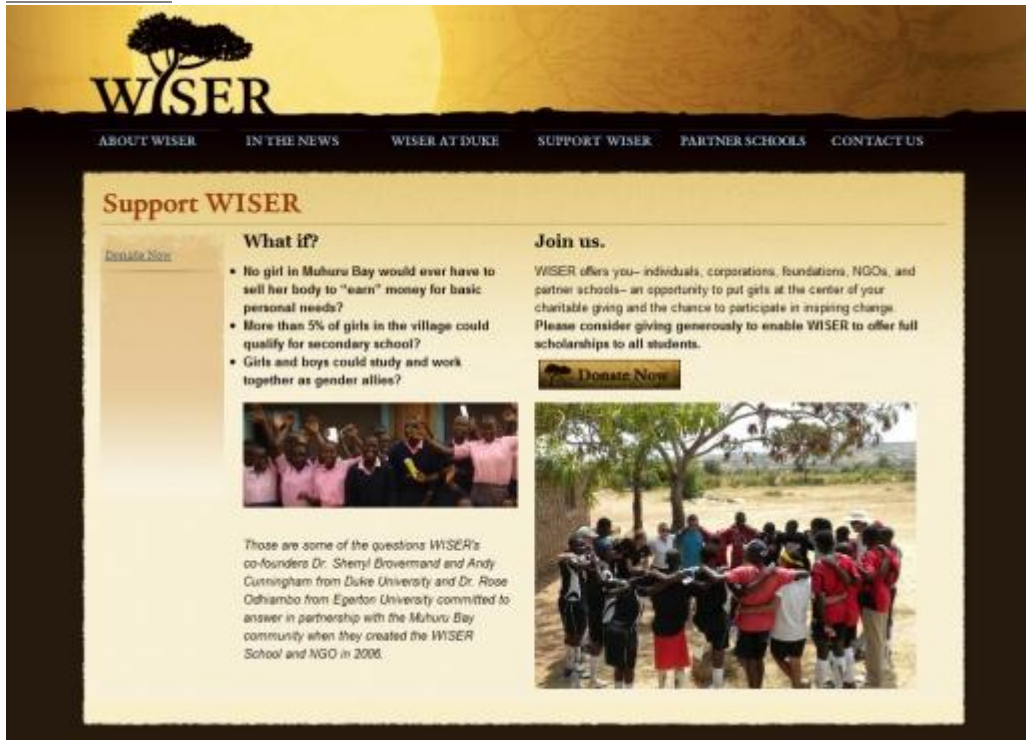 WISER
ABOUT WISER
IN THE NEWS
WISER AT DUKE
SUPPORT WISER
PARTNER SCHOOLS
CONTACT US
Support WISER
Donate Now
What if?
No girl in Muhuru Bay would ever have to
sell her body to “earn” money for basic
personal needs?
More than 5% of girls in the village could
qualify for secondary school?
Girls and boys could study and work
together as gender allies?
Those are some of the questions WISER's
co-founders Dr. Sherryl Broverman and Andy
Cunningham from Duke University and Dr. Rose
Odhiambo from Egerton University committed to
answer in partnership with the Muhuru Bay
community when they created the WISER
School and NGO in 2006.
Join us.
WISER offers you– individuals, corporations, foundations, NGOs, and
partner schools– an opportunity to put girls at the center of your
charitable giving and the chance to participate in inspiring change.
Please consider giving generously to enable WISER to offer full
scholarships to all students.
Donate Now